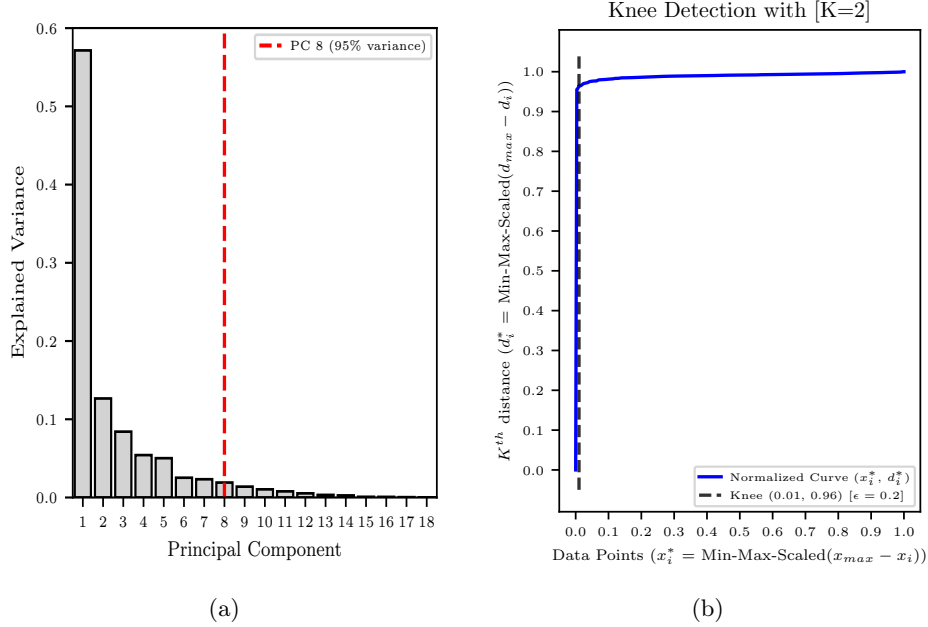 0.6
0.5
0.4
0.3
0.2
0.1
0.0
Explained Variance
PC 8 (95% variance)
1 2 3 4 5 6 7 8 9 10 11 12 13 14 15 16 17 18
Principal Component
(a)
Knee Detection with [K=2]
1.0
0.9
0.8
0.7
0.6
0.5
0.4
0.3
0.2
0.1
0.0
K^{th} distance (d_i^* = Min-Max-Scaled(d_{max} − d_i))
Normalized Curve (x_i^*, d_i^*)
Knee (0.01, 0.96) [ϵ = 0.2]
0.0 0.1 0.2 0.3 0.4 0.5 0.6 0.7 0.8 0.9 1.0
Data Points (x_i^* = Min-Max-Scaled(x_{max} − x_i))
(b)